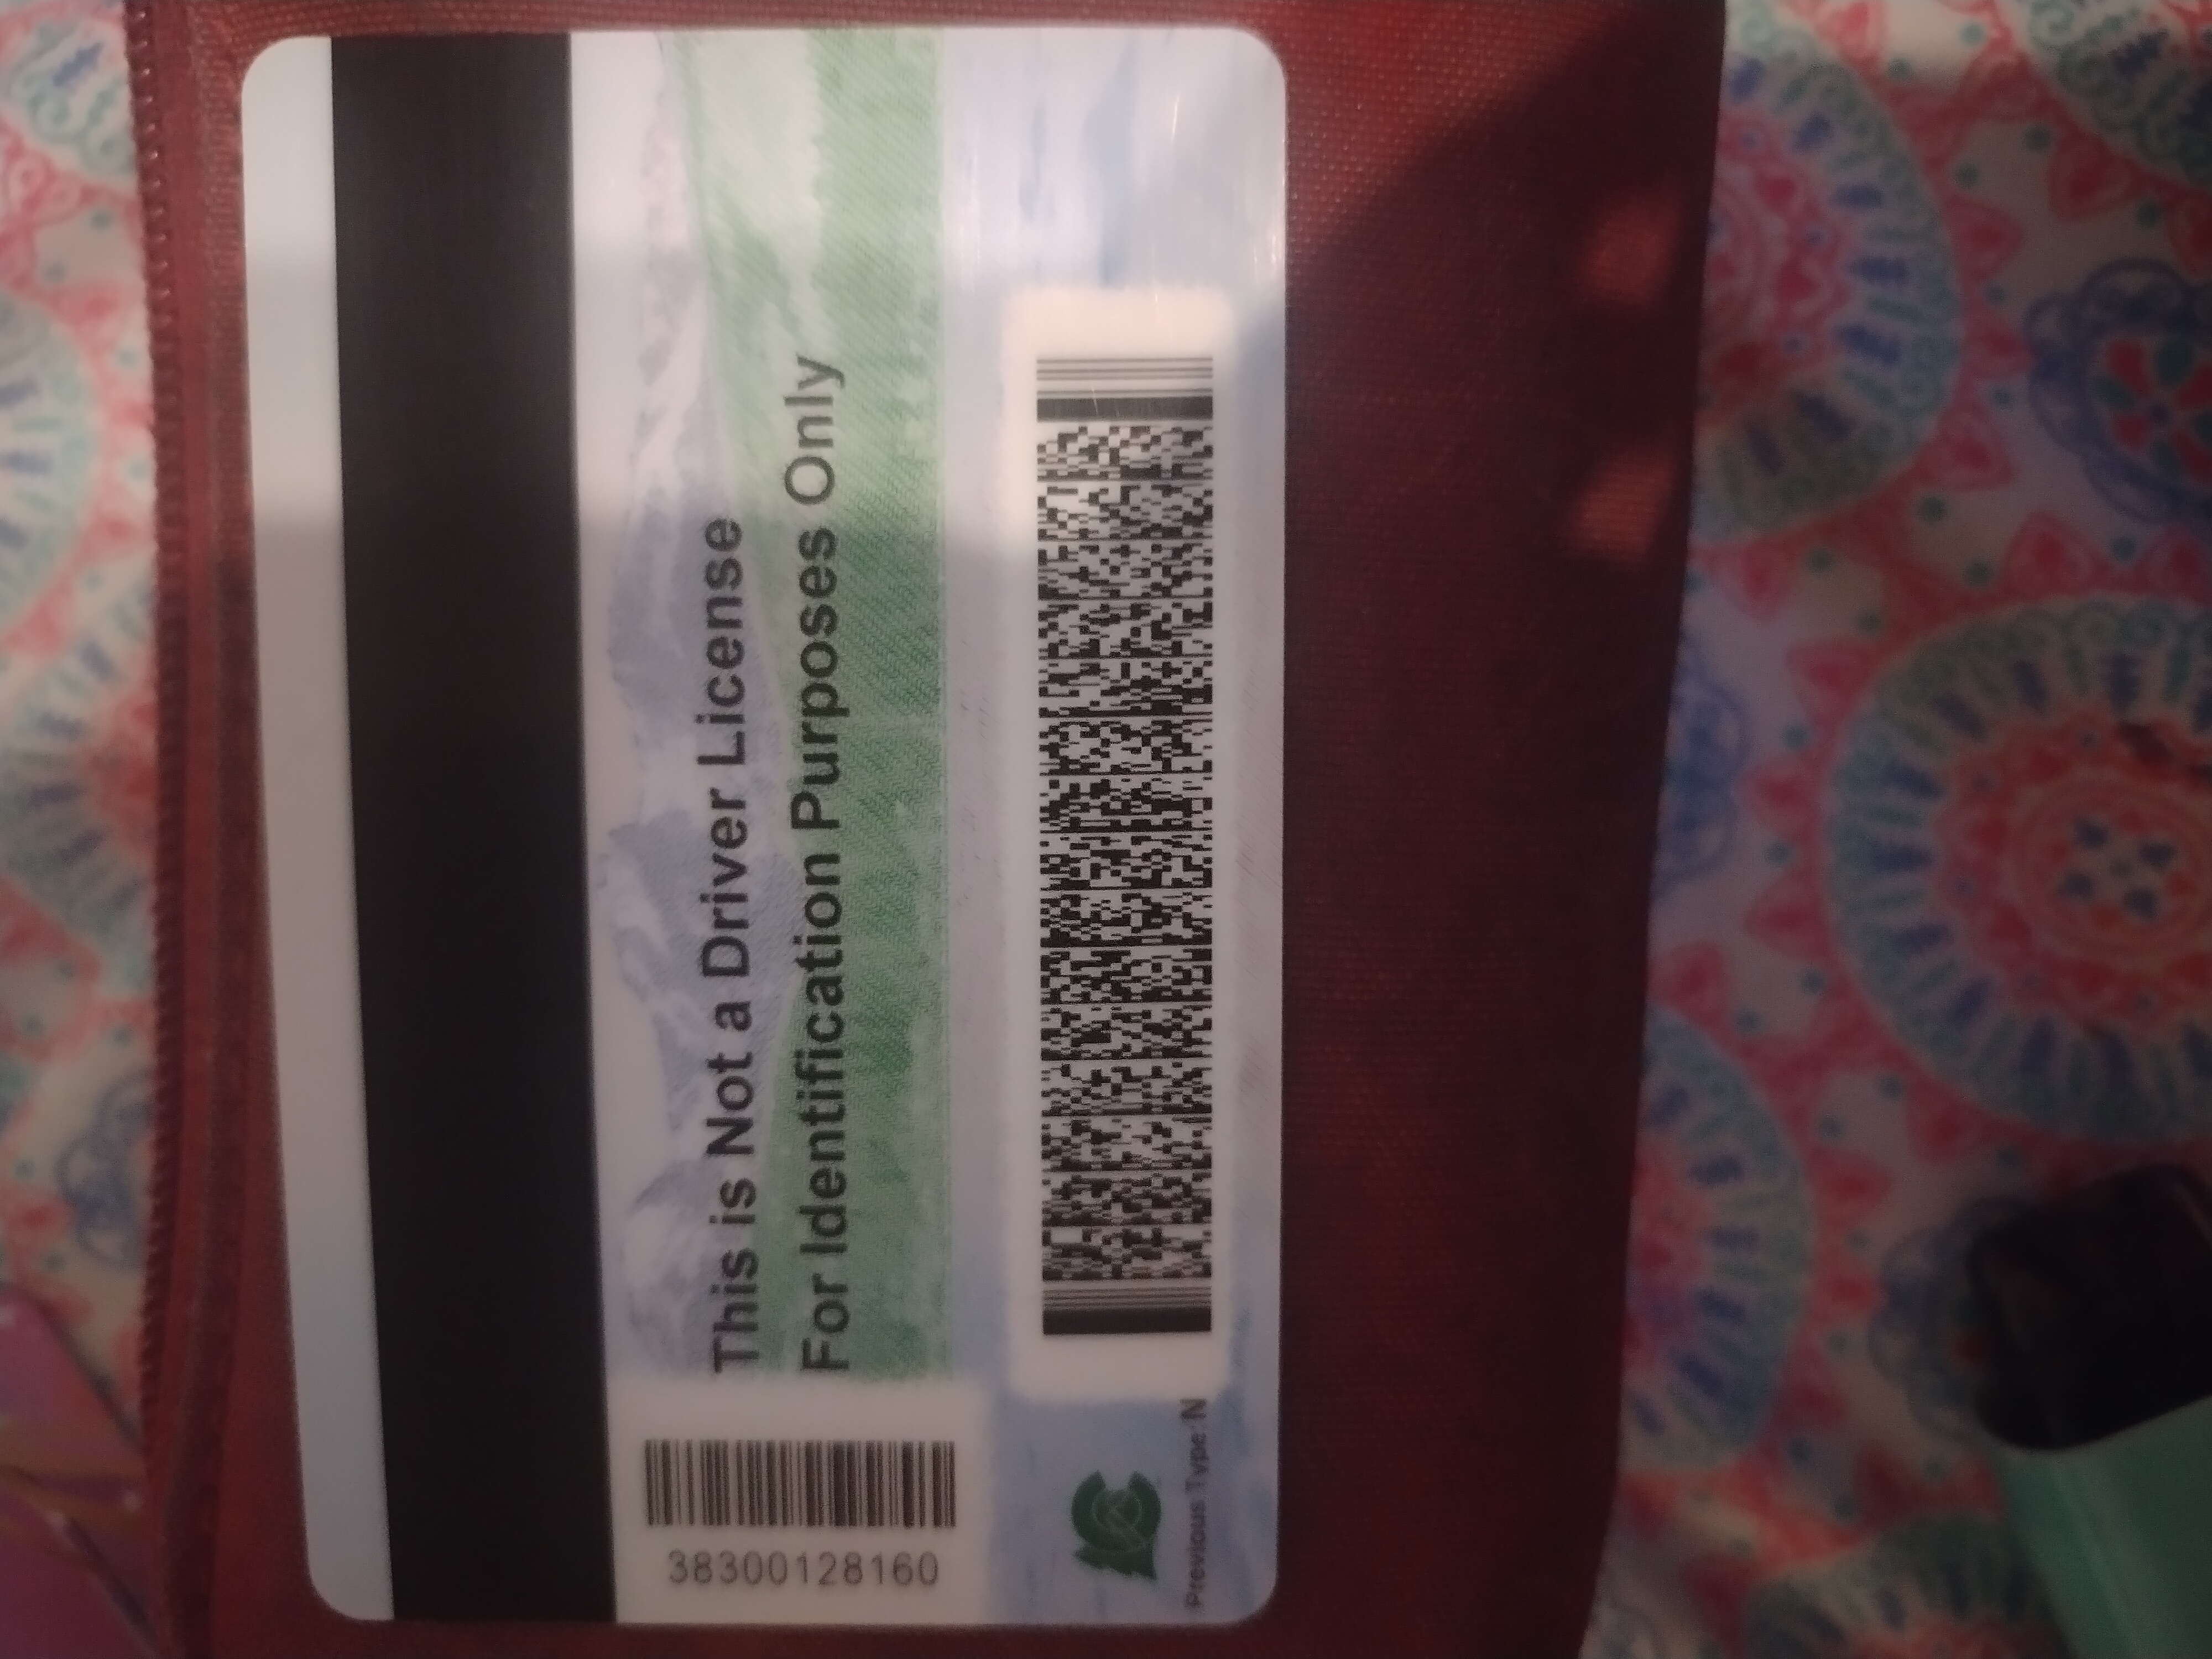 This is Not a Driver License
For Identification Purposes Only
38300128160
Previous Type: N